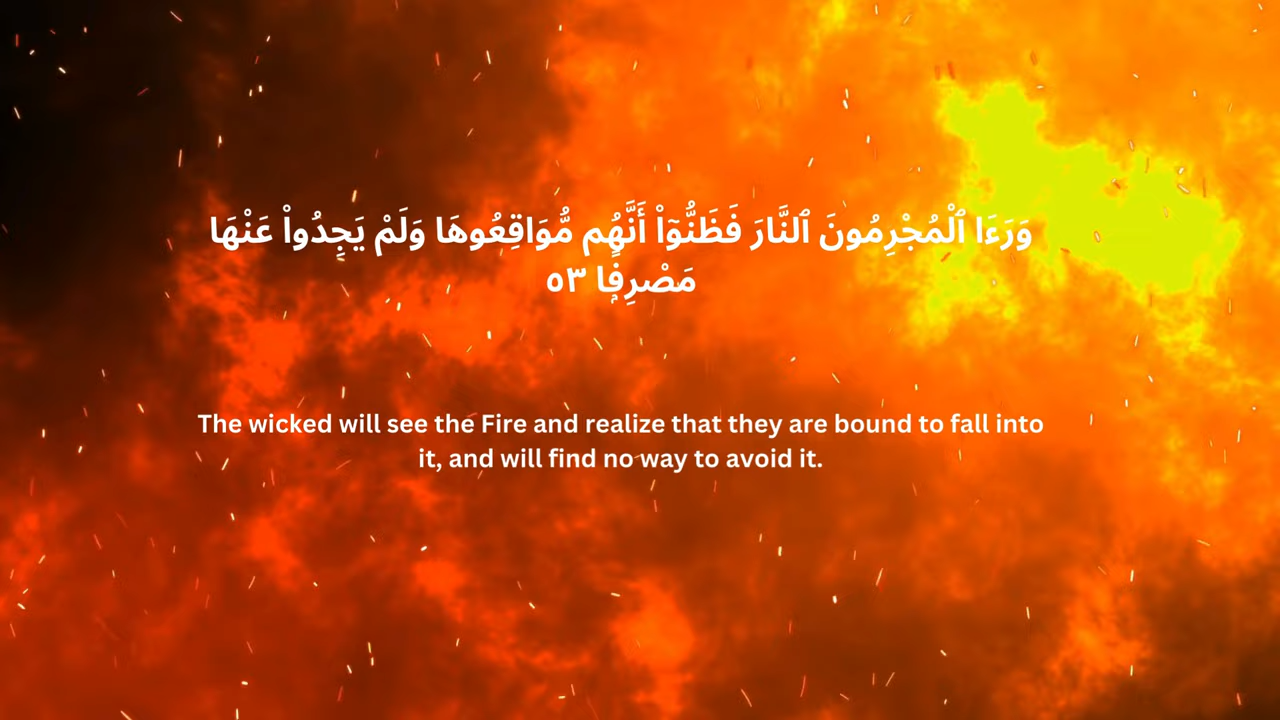 وَرَءَا ٱلْمُجْرِمُونَ ٱلنَّارَ فَظَنُّوٓا۟ أَنَّهُم مُّوَاقِعُوهَا وَلَمْ يَجِدُوا۟ عَنْهَا
مَصْرِفًۭا ٥٣
The wicked will see the Fire and realize that they are bound to fall into
it, and will find no way to avoid it.